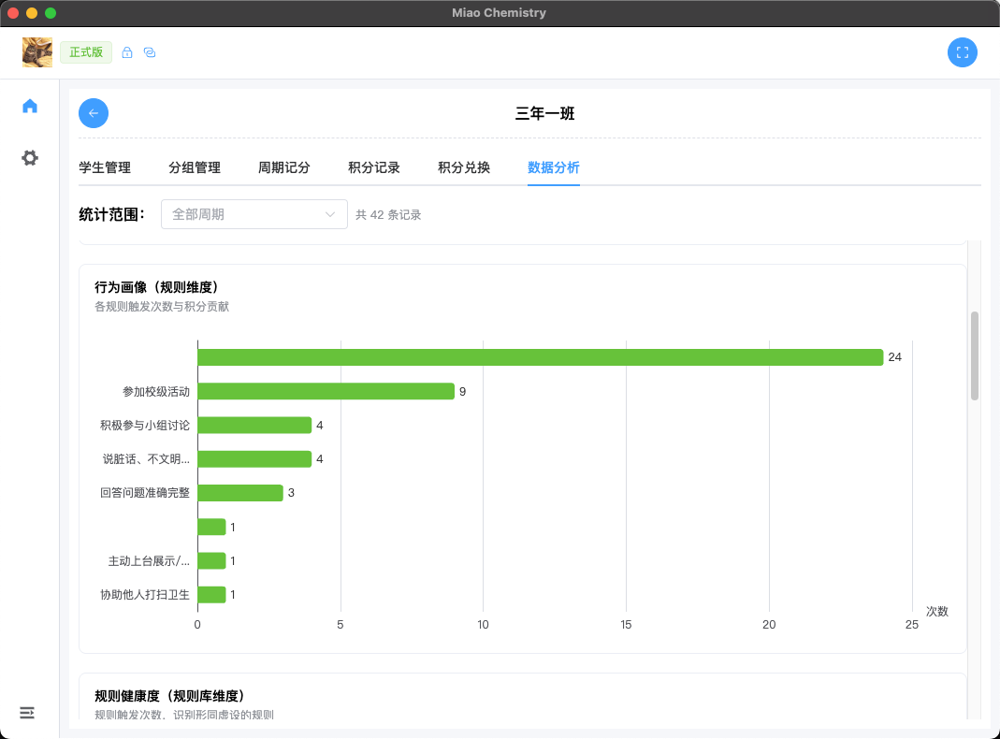 Miao Chemistry
正式版
三年一班
学生管理 分组管理 周期记分 积分记录 积分兑换 数据分析
统计范围： 全部周期 共 42 条记录
行为画像（规则维度）
各规则触发次数与积分贡献
24
参加校级活动 9
积极参与小组讨论 4
说脏话、不文明... 4
回答问题准确完整 3
1
主动上台展示/... 1
协助他人打扫卫生 1
次数
0 5 10 15 20 25
规则健康度（规则库维度）
规则触发次数、识别形同虚设的规则